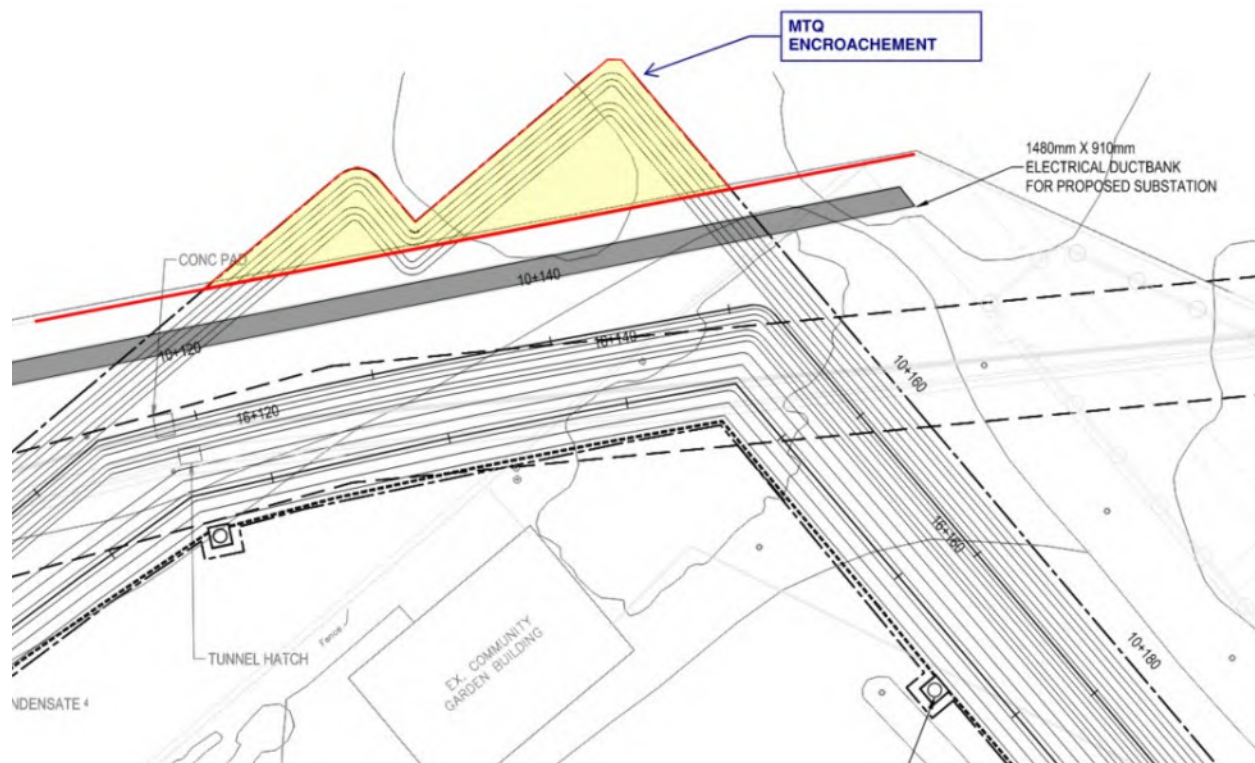 MTQ
ENCROACHEMENT
1480mm X 910mm
ELECTRICAL DUCTBANK
FOR PROPOSED SUBSTATION
CONC PAD
10+140
10+120
10+140
16+120
10+160
16+160
10+180
TUNNEL HATCH
Fence
EX. COMMUNITY
GARDEN BUILDING
NDENSATE 4